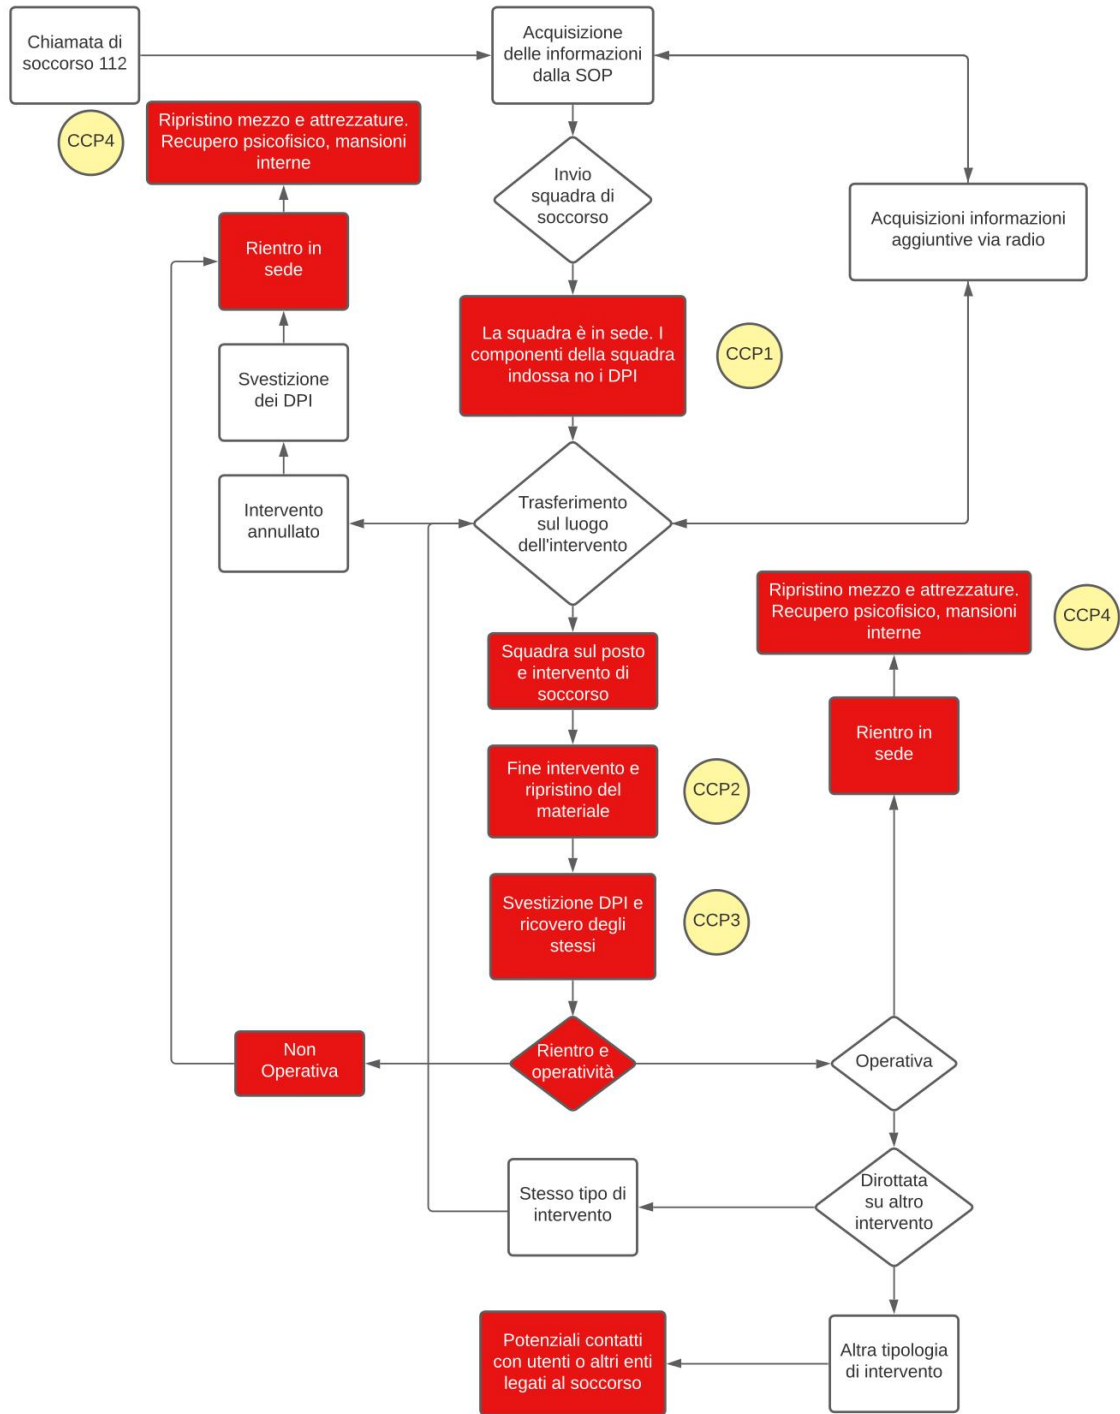 Chiamata di
soccorso 112
Acquisizione
delle informazioni
dalla SOP
CCP4
Ripristino mezzo e attrezzature.
Recupero psicofisico, mansioni
interne
Invio
squadra di
soccorso
Acquisizioni informazioni
aggiuntive via radio
Rientro in
sede
La squadra è in sede. I
componenti della squadra
indossa no i DPI
CCP1
Svestizione
dei DPI
Intervento
annullato
Trasferimento
sul luogo
dell'intervento
Ripristino mezzo e attrezzature.
Recupero psicofisico, mansioni
interne
CCP4
Squadra sul posto
e intervento di
soccorso
Rientro in
sede
Fine intervento e
ripristino del
materiale
CCP2
Svestizione DPI e
ricovero degli
stessi
CCP3
Non
Operativa
Rientro e
operatività
Operativa
Stesso tipo di
intervento
Dirottata
su altro
intervento
Potenziali contatti
con utenti o altri enti
legati al soccorso
Altra tipologia
di intervento